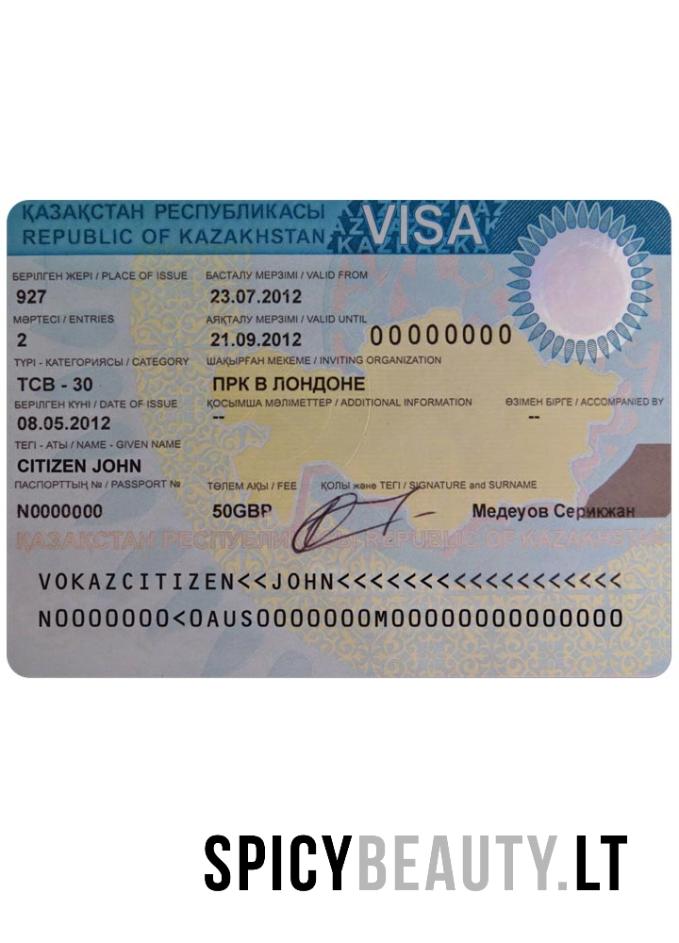 ҚАЗАҚСТАН РЕСПУБЛИКАСЫ
REPUBLIC OF KAZAKHSTAN
VISA
БЕРІЛГЕН ЖЕРІ / PLACE OF ISSUE
БАСТАЛУ МЕРЗІМІ / VALID FROM
927
23.07.2012
МӘРТЕСІ / ENTRIES
АЯҚТАЛУ МЕРЗІМІ / VALID UNTIL
2
21.09.2012
00000000
ТҮРІ - КАТЕГОРИЯСЫ / CATEGORY
ШАҚЫРҒАН МЕКЕМЕ / INVITING ORGANIZATION
ТСВ - 30
ПРК В ЛОНДОНЕ
БЕРІЛГЕН КҮНІ / DATE OF ISSUE
ҚОСЫМША МӘЛІМЕТТЕР / ADDITIONAL INFORMATION
ӨЗІМЕН БІРГЕ / ACCOMPANIED BY
08.05.2012
--
--
ТЕГІ - АТЫ / NAME - GIVEN NAME
CITIZEN JOHN
ПАСПОРТТЫҢ № / PASSPORT №
ТӨЛЕМ АҚЫ / FEE
ҚОЛЫ және ТЕГІ / SIGNATURE and SURNAME
N0000000
50GBP
Медеуов Серикжан
ҚАЗАҚСТАН РЕСПУБЛИКАСЫ REPUBLIC OF KAZAKHSTAN
VOKAZCITIZEN<<JOHN<<<<<<<<<<<<<<<<<<
N0000000<0AUS0000000M000000000000000
SPICYBEAUTY.LT